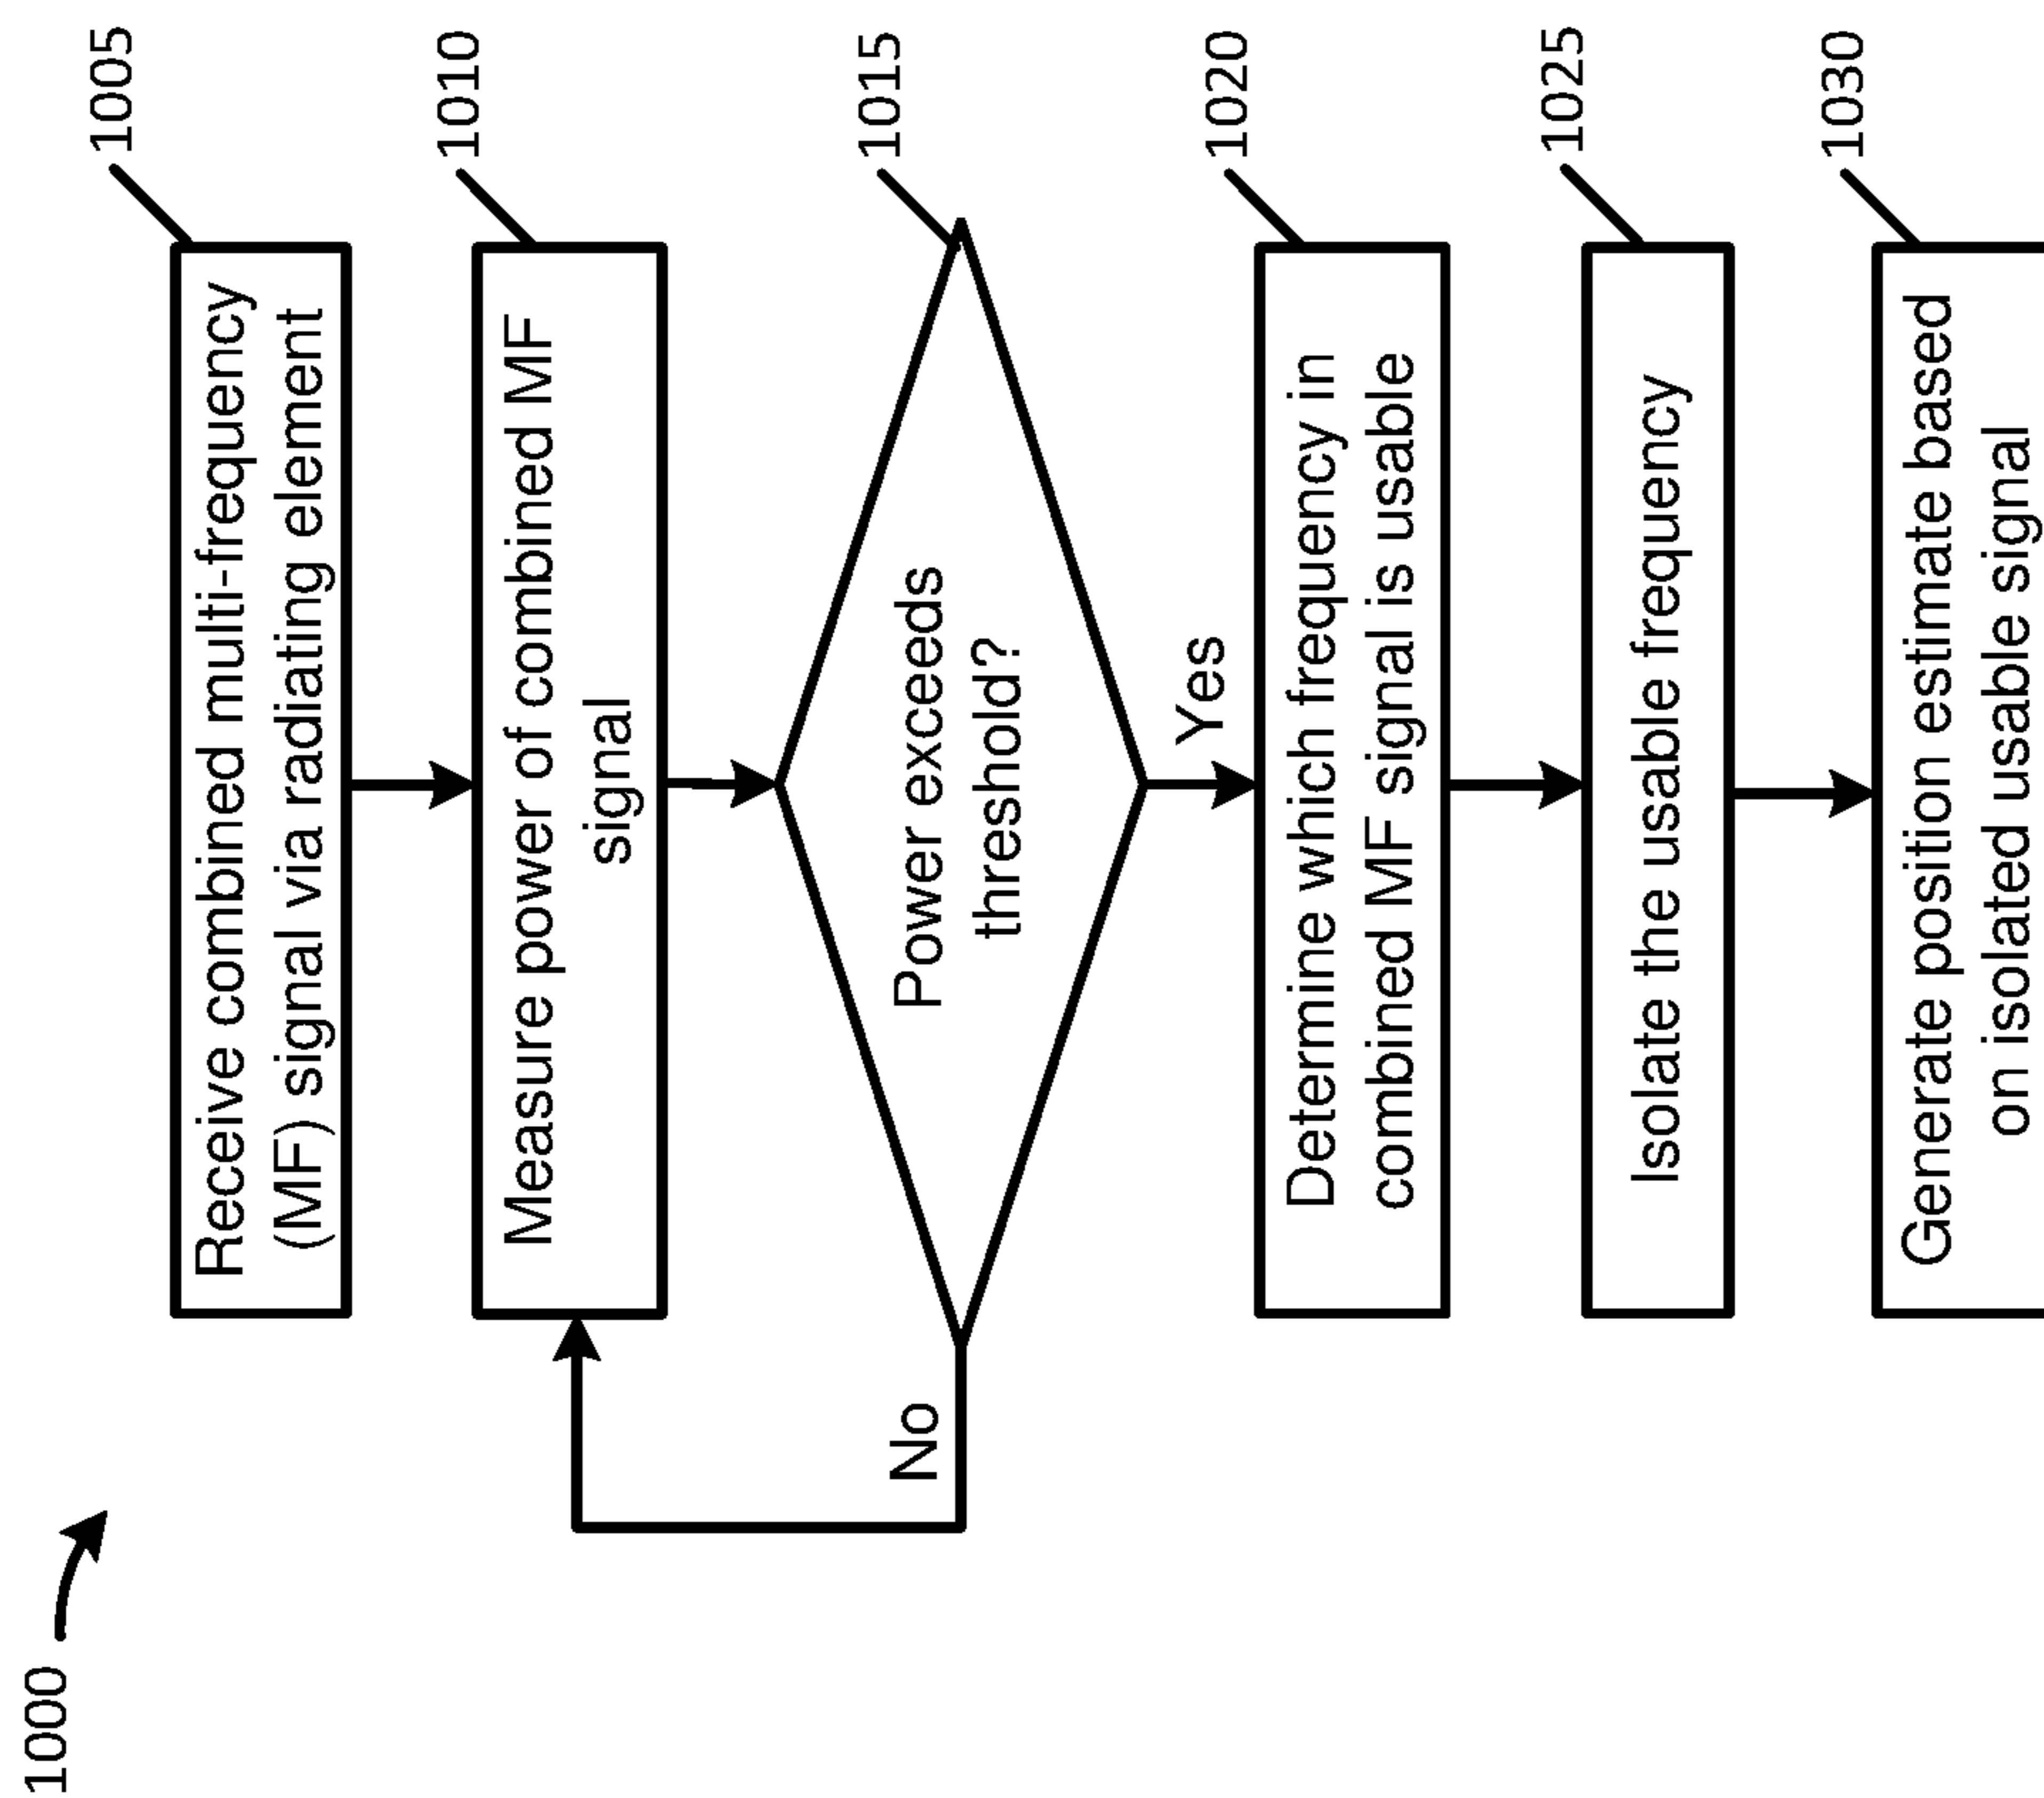 1000
1005
Receive combined multi-frequency
(MF) signal via radiating element
1010
Measure power of combined MF
signal
1015
Power exceeds
threshold?
No
Yes
1020
Determine which frequency in
combined MF signal is usable
1025
Isolate the usable frequency
1030
Generate position estimate based
on isolated usable signal